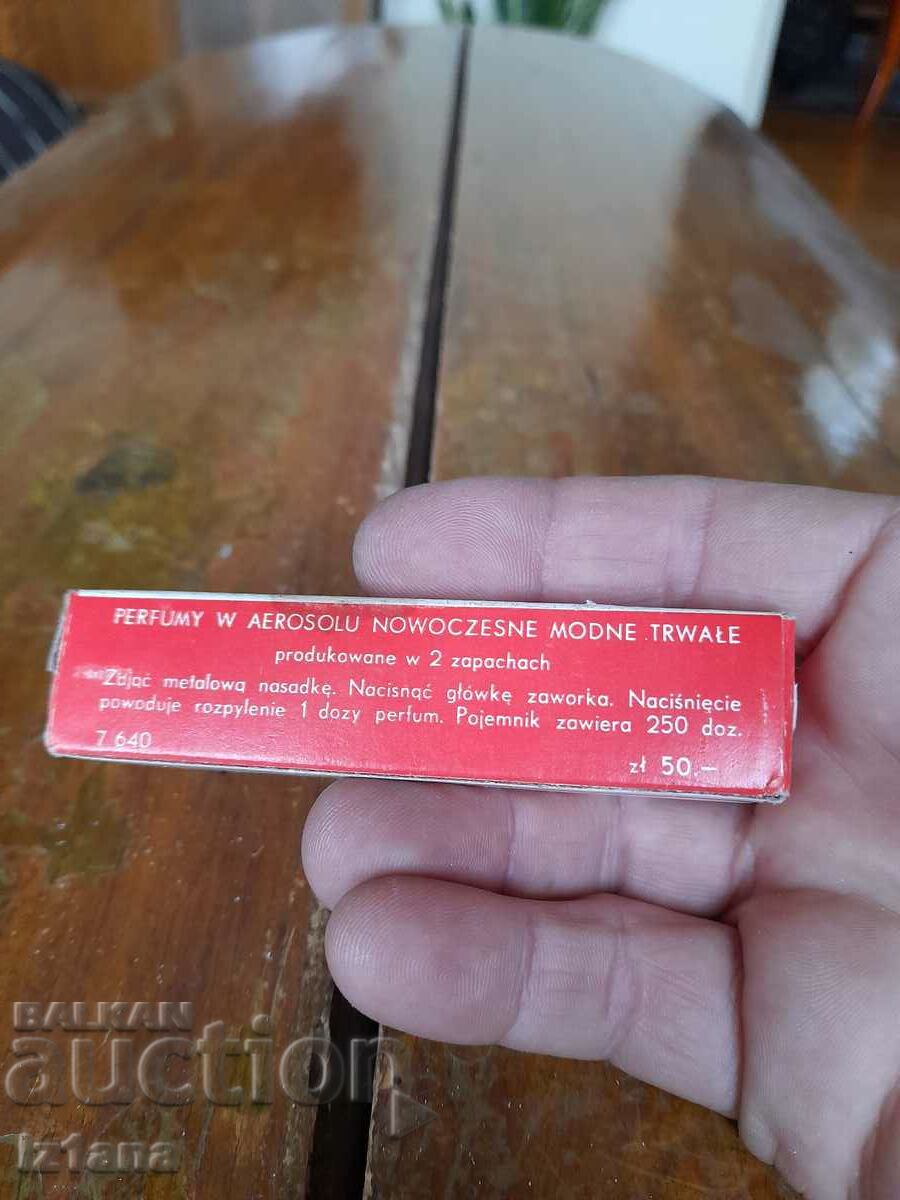 PERFUMY W AEROSOLU NOWOCZESNE MODNE TRWAŁE
produkowane w 2 zapachach
Zdjąć metalową nasadkę. Nacisnąć główkę zaworka. Naciśnięcie
powoduje rozpylenie 1 dozy perfum. Pojemnik zawiera 250 doz.
7 640
zł 50.–
BALKAN
auction
iz1ana